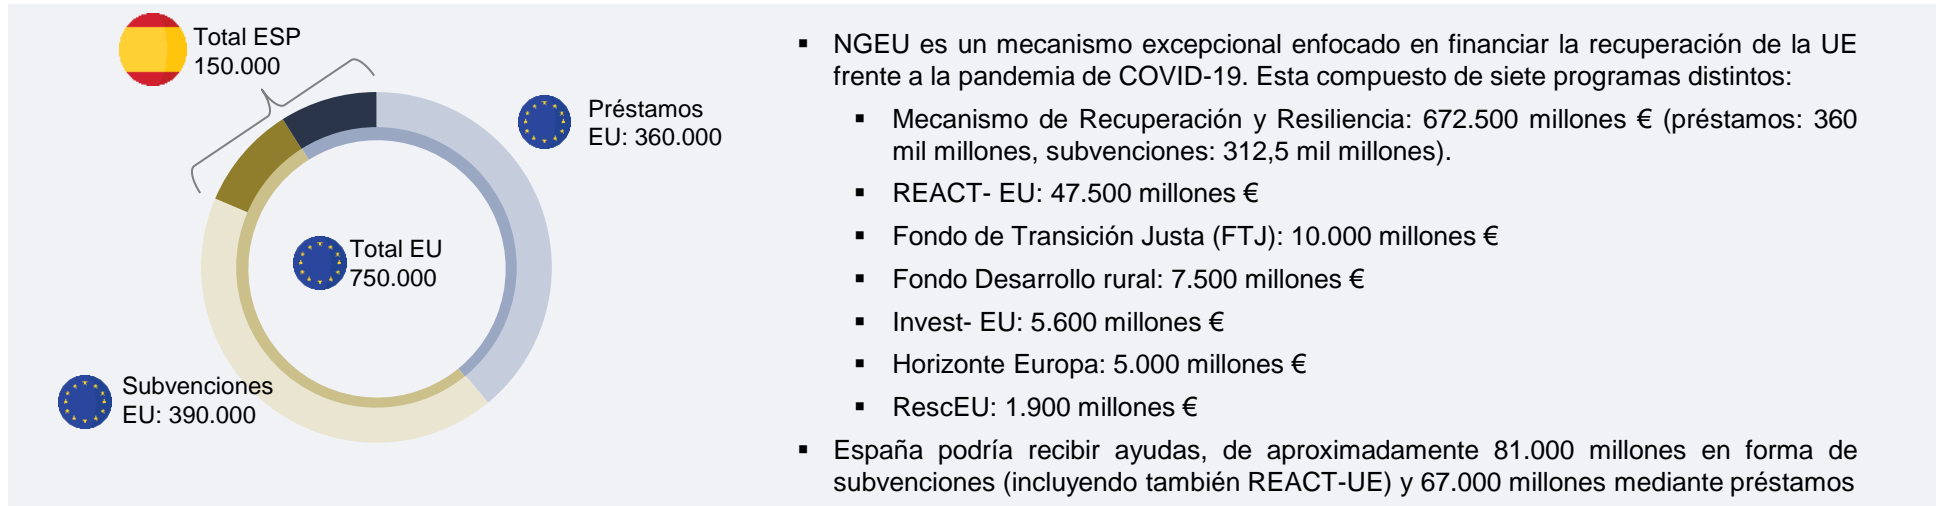 Total ESP
150.000
Préstamos
EU: 360.000
Total EU
750.000
Subvenciones
EU: 390.000
▪ NGEU es un mecanismo excepcional enfocado en financiar la recuperación de la UE
frente a la pandemia de COVID-19. Esta compuesto de siete programas distintos:
▪ Mecanismo de Recuperación y Resiliencia: 672.500 millones € (préstamos: 360
mil millones, subvenciones: 312,5 mil millones).
▪ REACT- EU: 47.500 millones €
▪ Fondo de Transición Justa (FTJ): 10.000 millones €
▪ Fondo Desarrollo rural: 7.500 millones €
▪ Invest- EU: 5.600 millones €
▪ Horizonte Europa: 5.000 millones €
▪ RescEU: 1.900 millones €
▪ España podría recibir ayudas, de aproximadamente 81.000 millones en forma de
subvenciones (incluyendo también REACT-UE) y 67.000 millones mediante préstamos